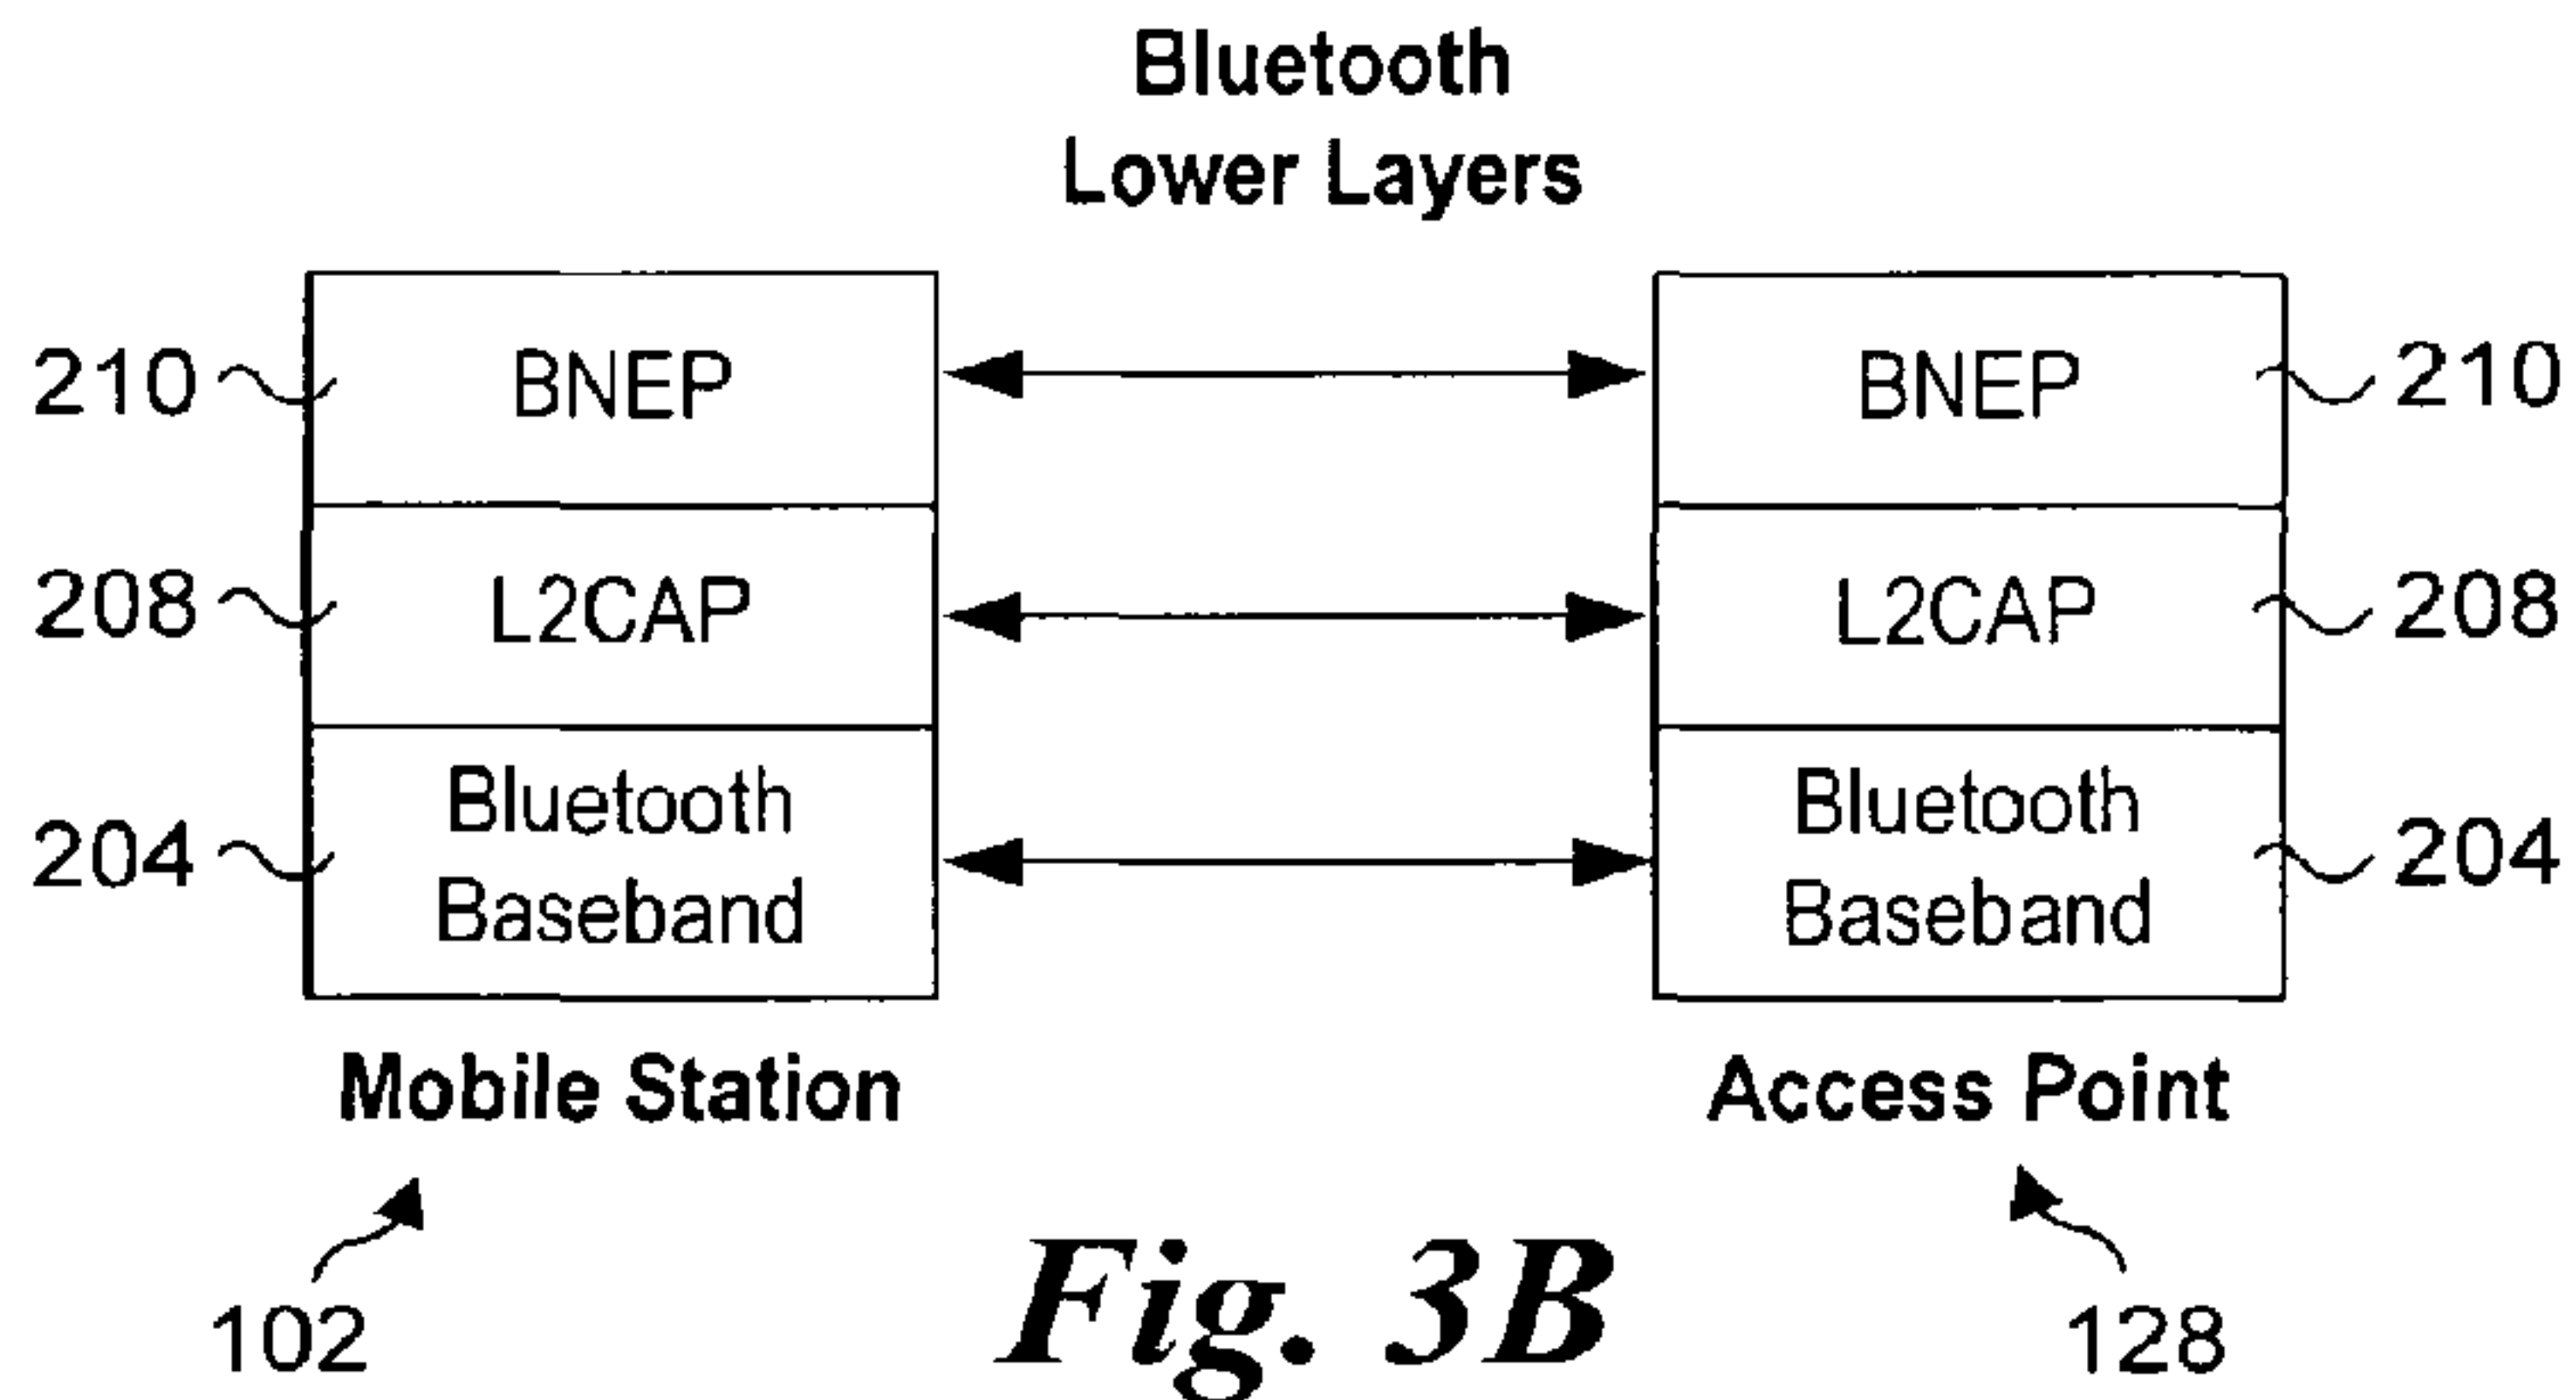 Bluetooth
Lower Layers
210 BNEP BNEP 210
208 L2CAP L2CAP 208
204 Bluetooth Bluetooth 204
Baseband Baseband
Mobile Station Access Point
102 128
Fig. 3B